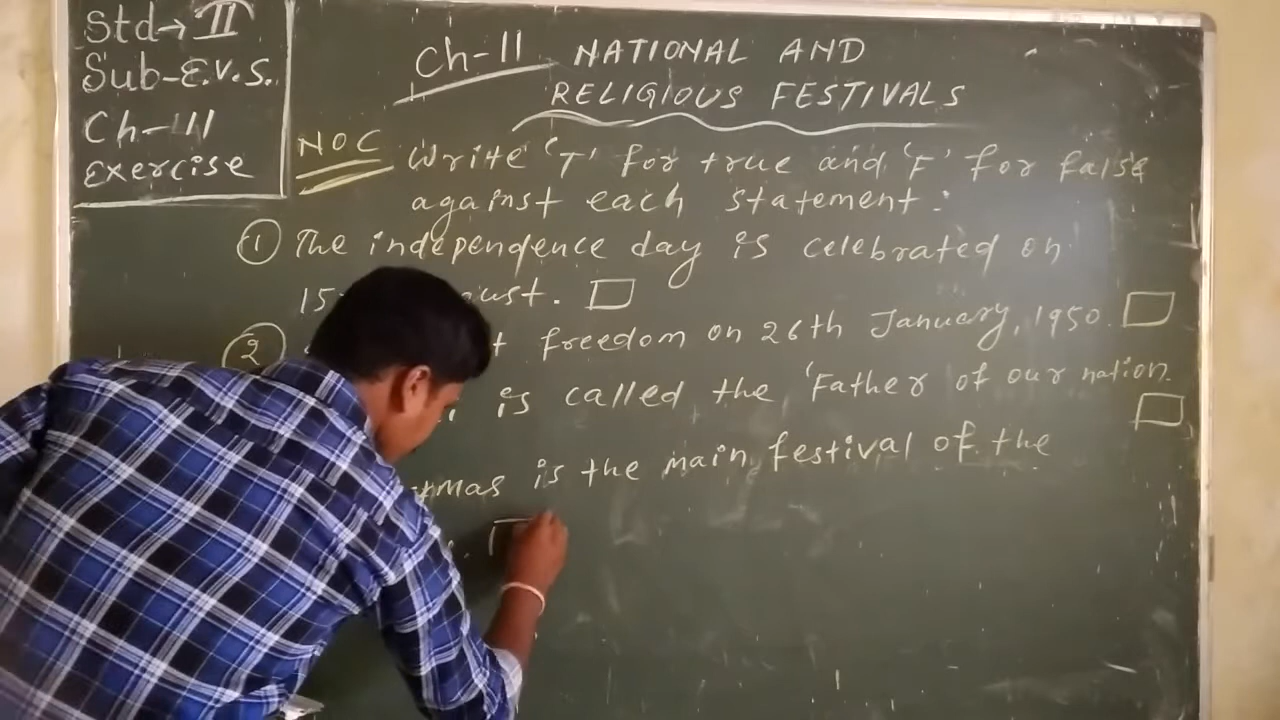 Std→II
Sub-E.V.S.
Ch-11
Exercise
Ch-11 NATIONAL AND
RELIGIOUS FESTIVALS
NOC Write 'T' for true and 'F' for false
against each statement:
① The independence day is celebrated on
15
② freedom on 26th January, 1950.
is called the 'Father of our nation.
is the main festival of the